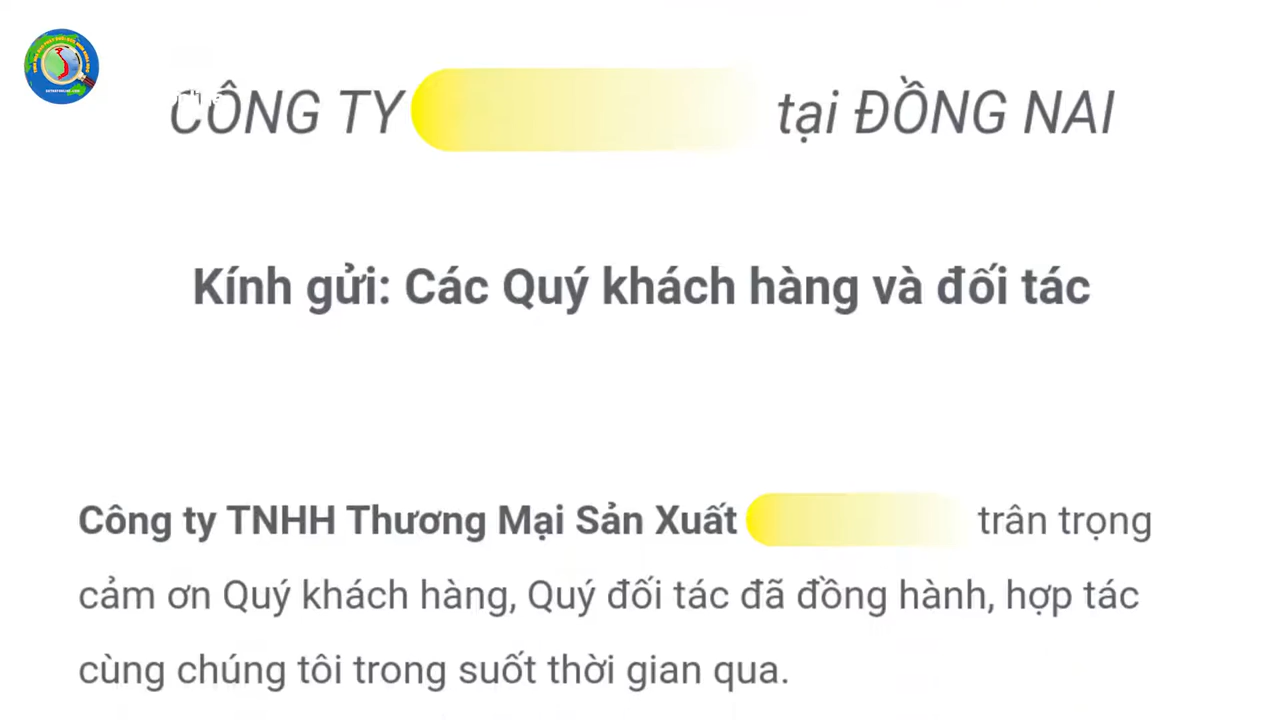 CÔNG TY tại ĐỒNG NAI
Kính gửi: Các Quý khách hàng và đối tác
Công ty TNHH Thương Mại Sản Xuất trân trọng
cảm ơn Quý khách hàng, Quý đối tác đã đồng hành, hợp tác
cùng chúng tôi trong suốt thời gian qua.